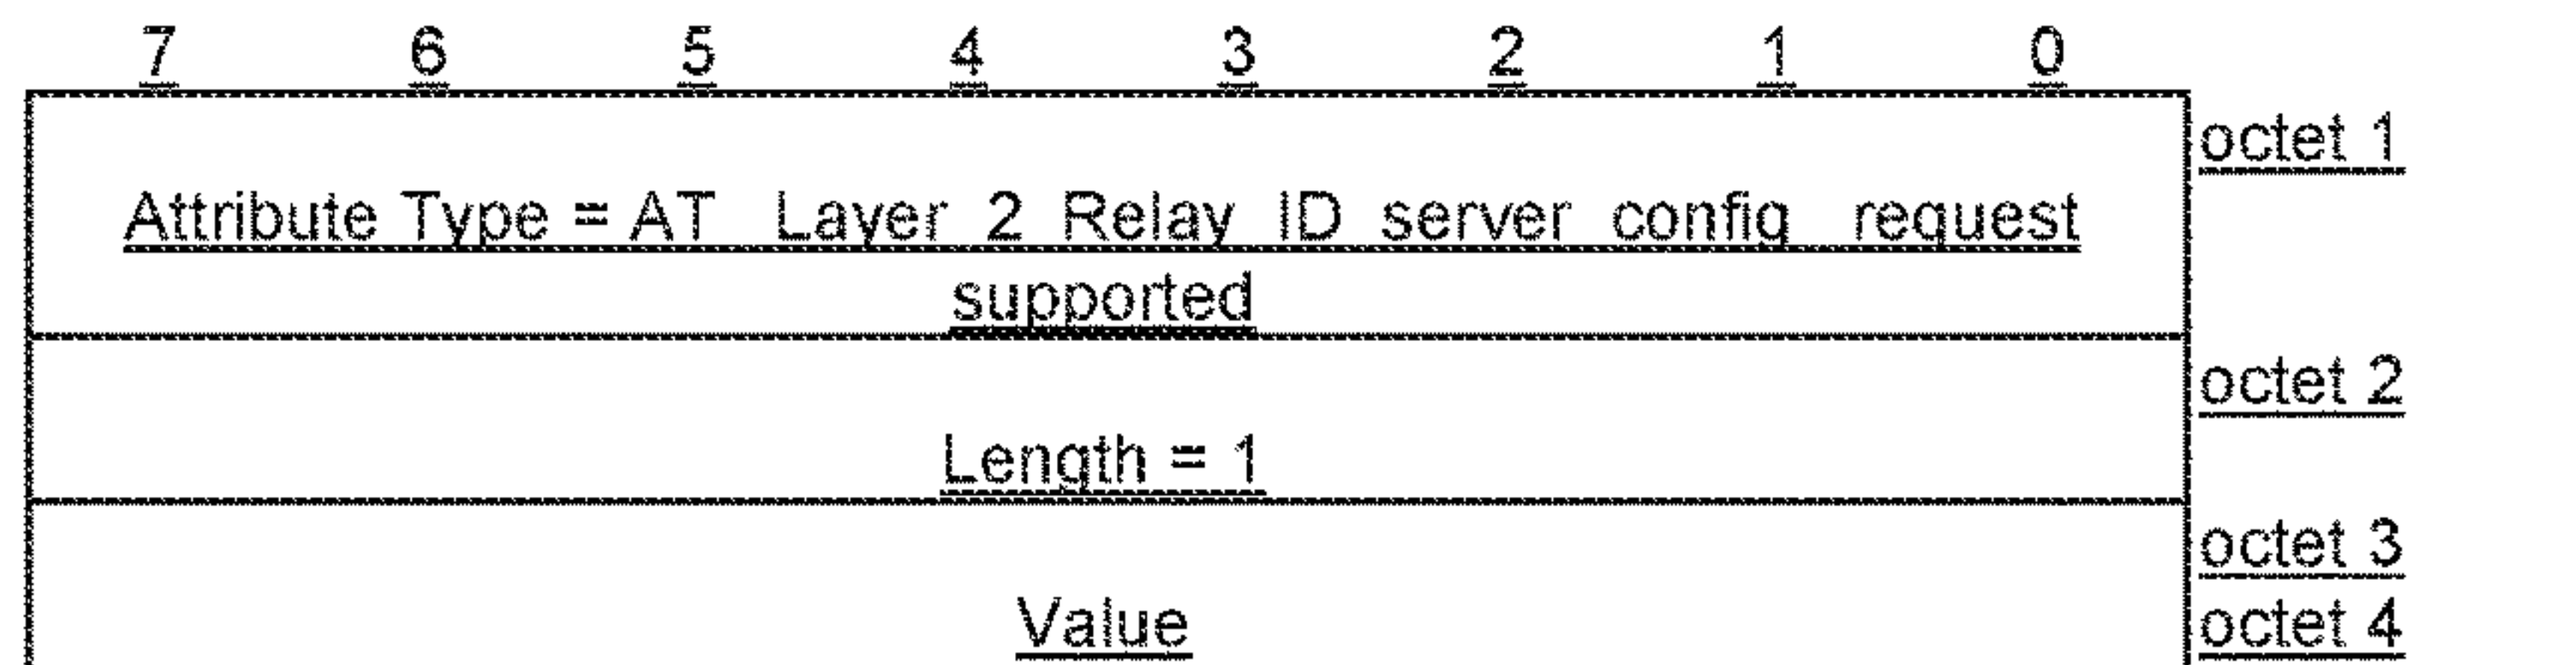 7 6 5 4 3 2 1 0
octet 1
Attribute Type = AT_Layer_2_Relay_ID_server_config_request
supported
octet 2
Length = 1
octet 3
Value octet 4